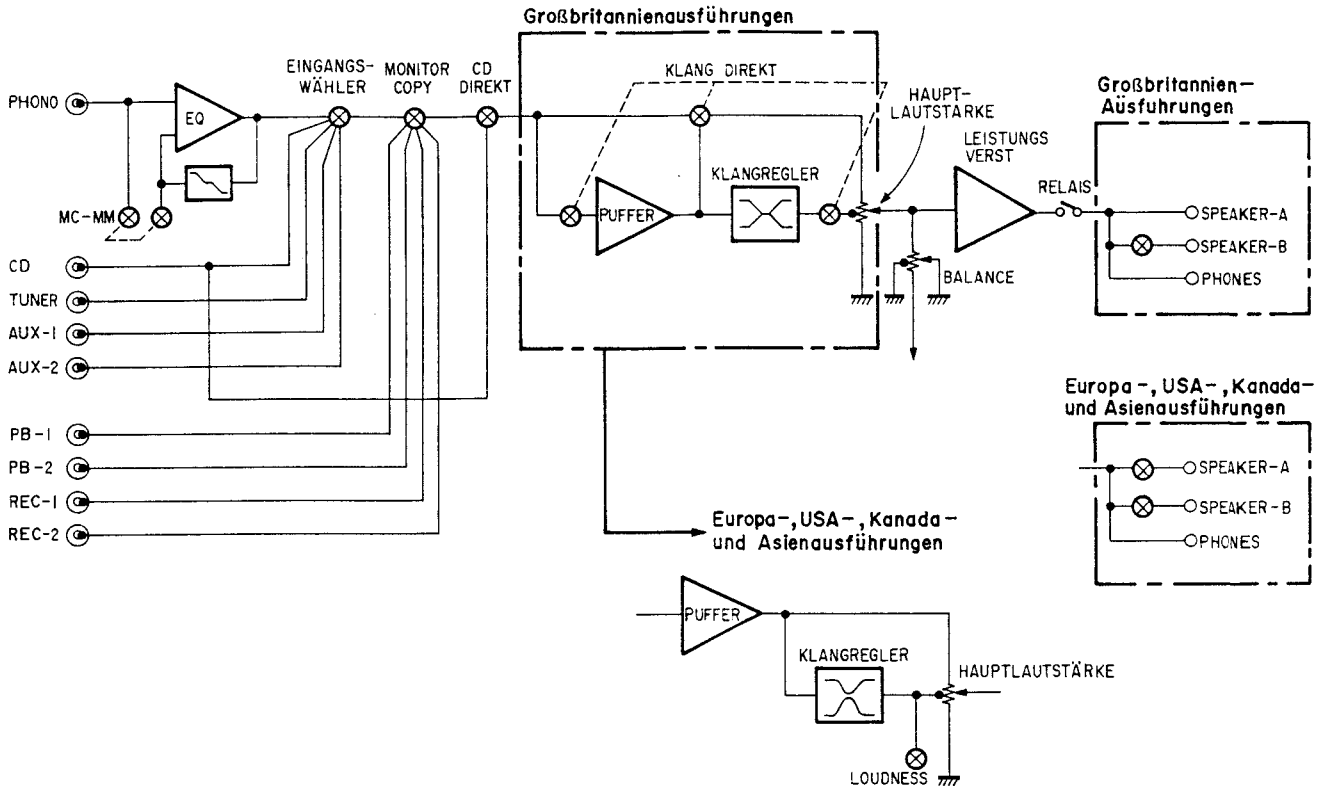 Großbritannienausführungen
PHONO
EQ
EINGANGS-
WÄHLER
MONITOR
COPY
CD
DIREKT
KLANG DIREKT
HAUPT-
LAUTSTÄRKE
PUFFER
KLANGREGLER
LEISTUNGS
VERST
RELAIS
BALANCE
Großbritannien-
Aüsfuhrungen
SPEAKER-A
SPEAKER-B
PHONES
MC-MM
CD
TUNER
AUX-1
AUX-2
PB-1
PB-2
REC-1
REC-2
Europa-, USA-, Kanada-
und Asienausführungen
SPEAKER-A
SPEAKER-B
PHONES
Europa-, USA-, Kanada-
und Asienausführungen
PUFFER
KLANGREGLER
HAUPTLAUTSTÄRKE
LOUDNESS